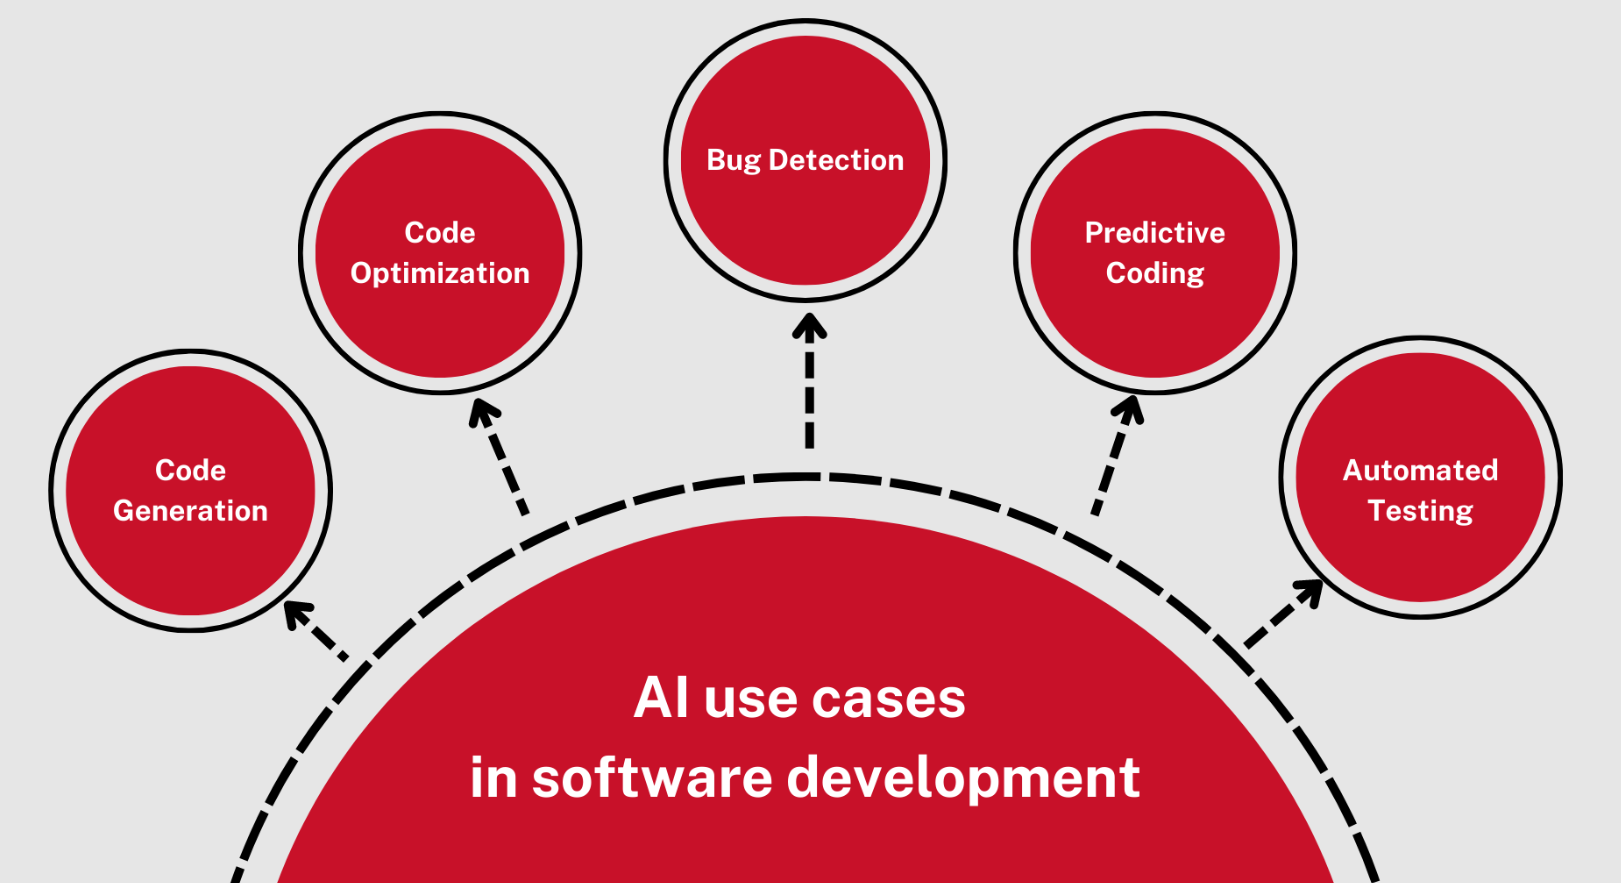 Bug Detection
Code
Optimization
Predictive
Coding
Code
Generation
Automated
Testing
AI use cases
in software development